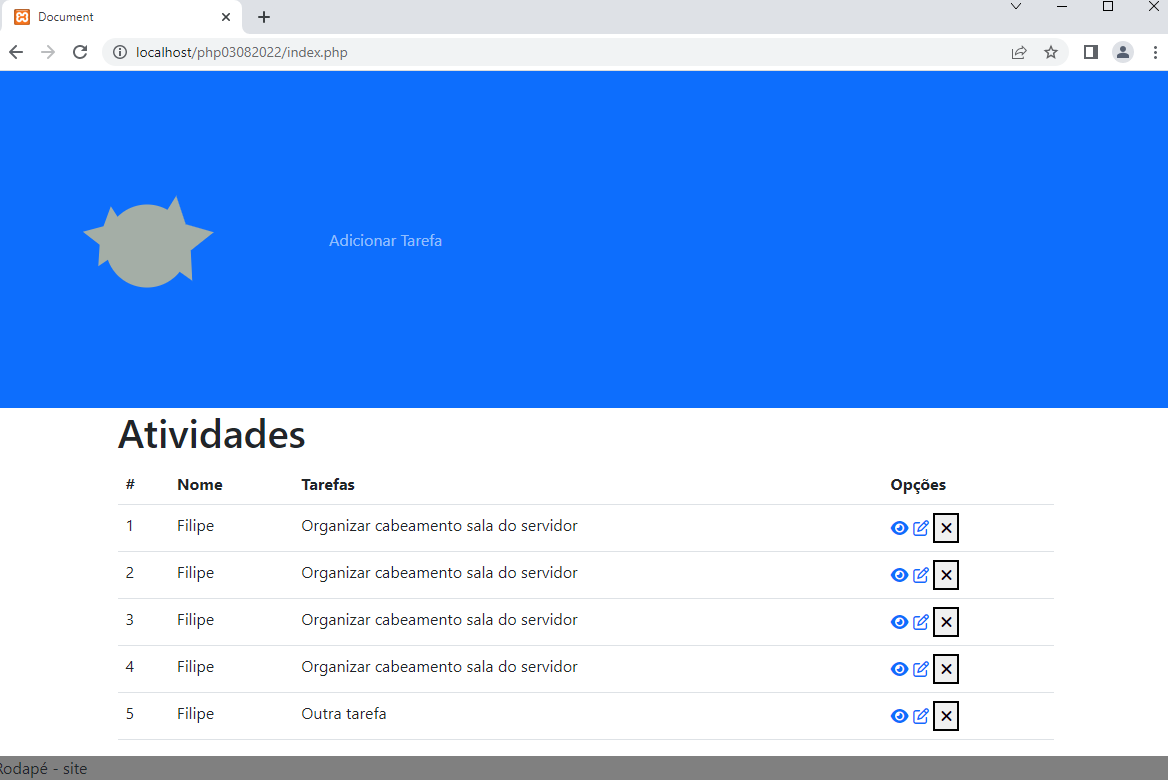 Document
localhost/php03082022/index.php
Adicionar Tarefa
Atividades
# Nome Tarefas Opções
1 Filipe Organizar cabeamento sala do servidor
2 Filipe Organizar cabeamento sala do servidor
3 Filipe Organizar cabeamento sala do servidor
4 Filipe Organizar cabeamento sala do servidor
5 Filipe Outra tarefa
Rodapé - site